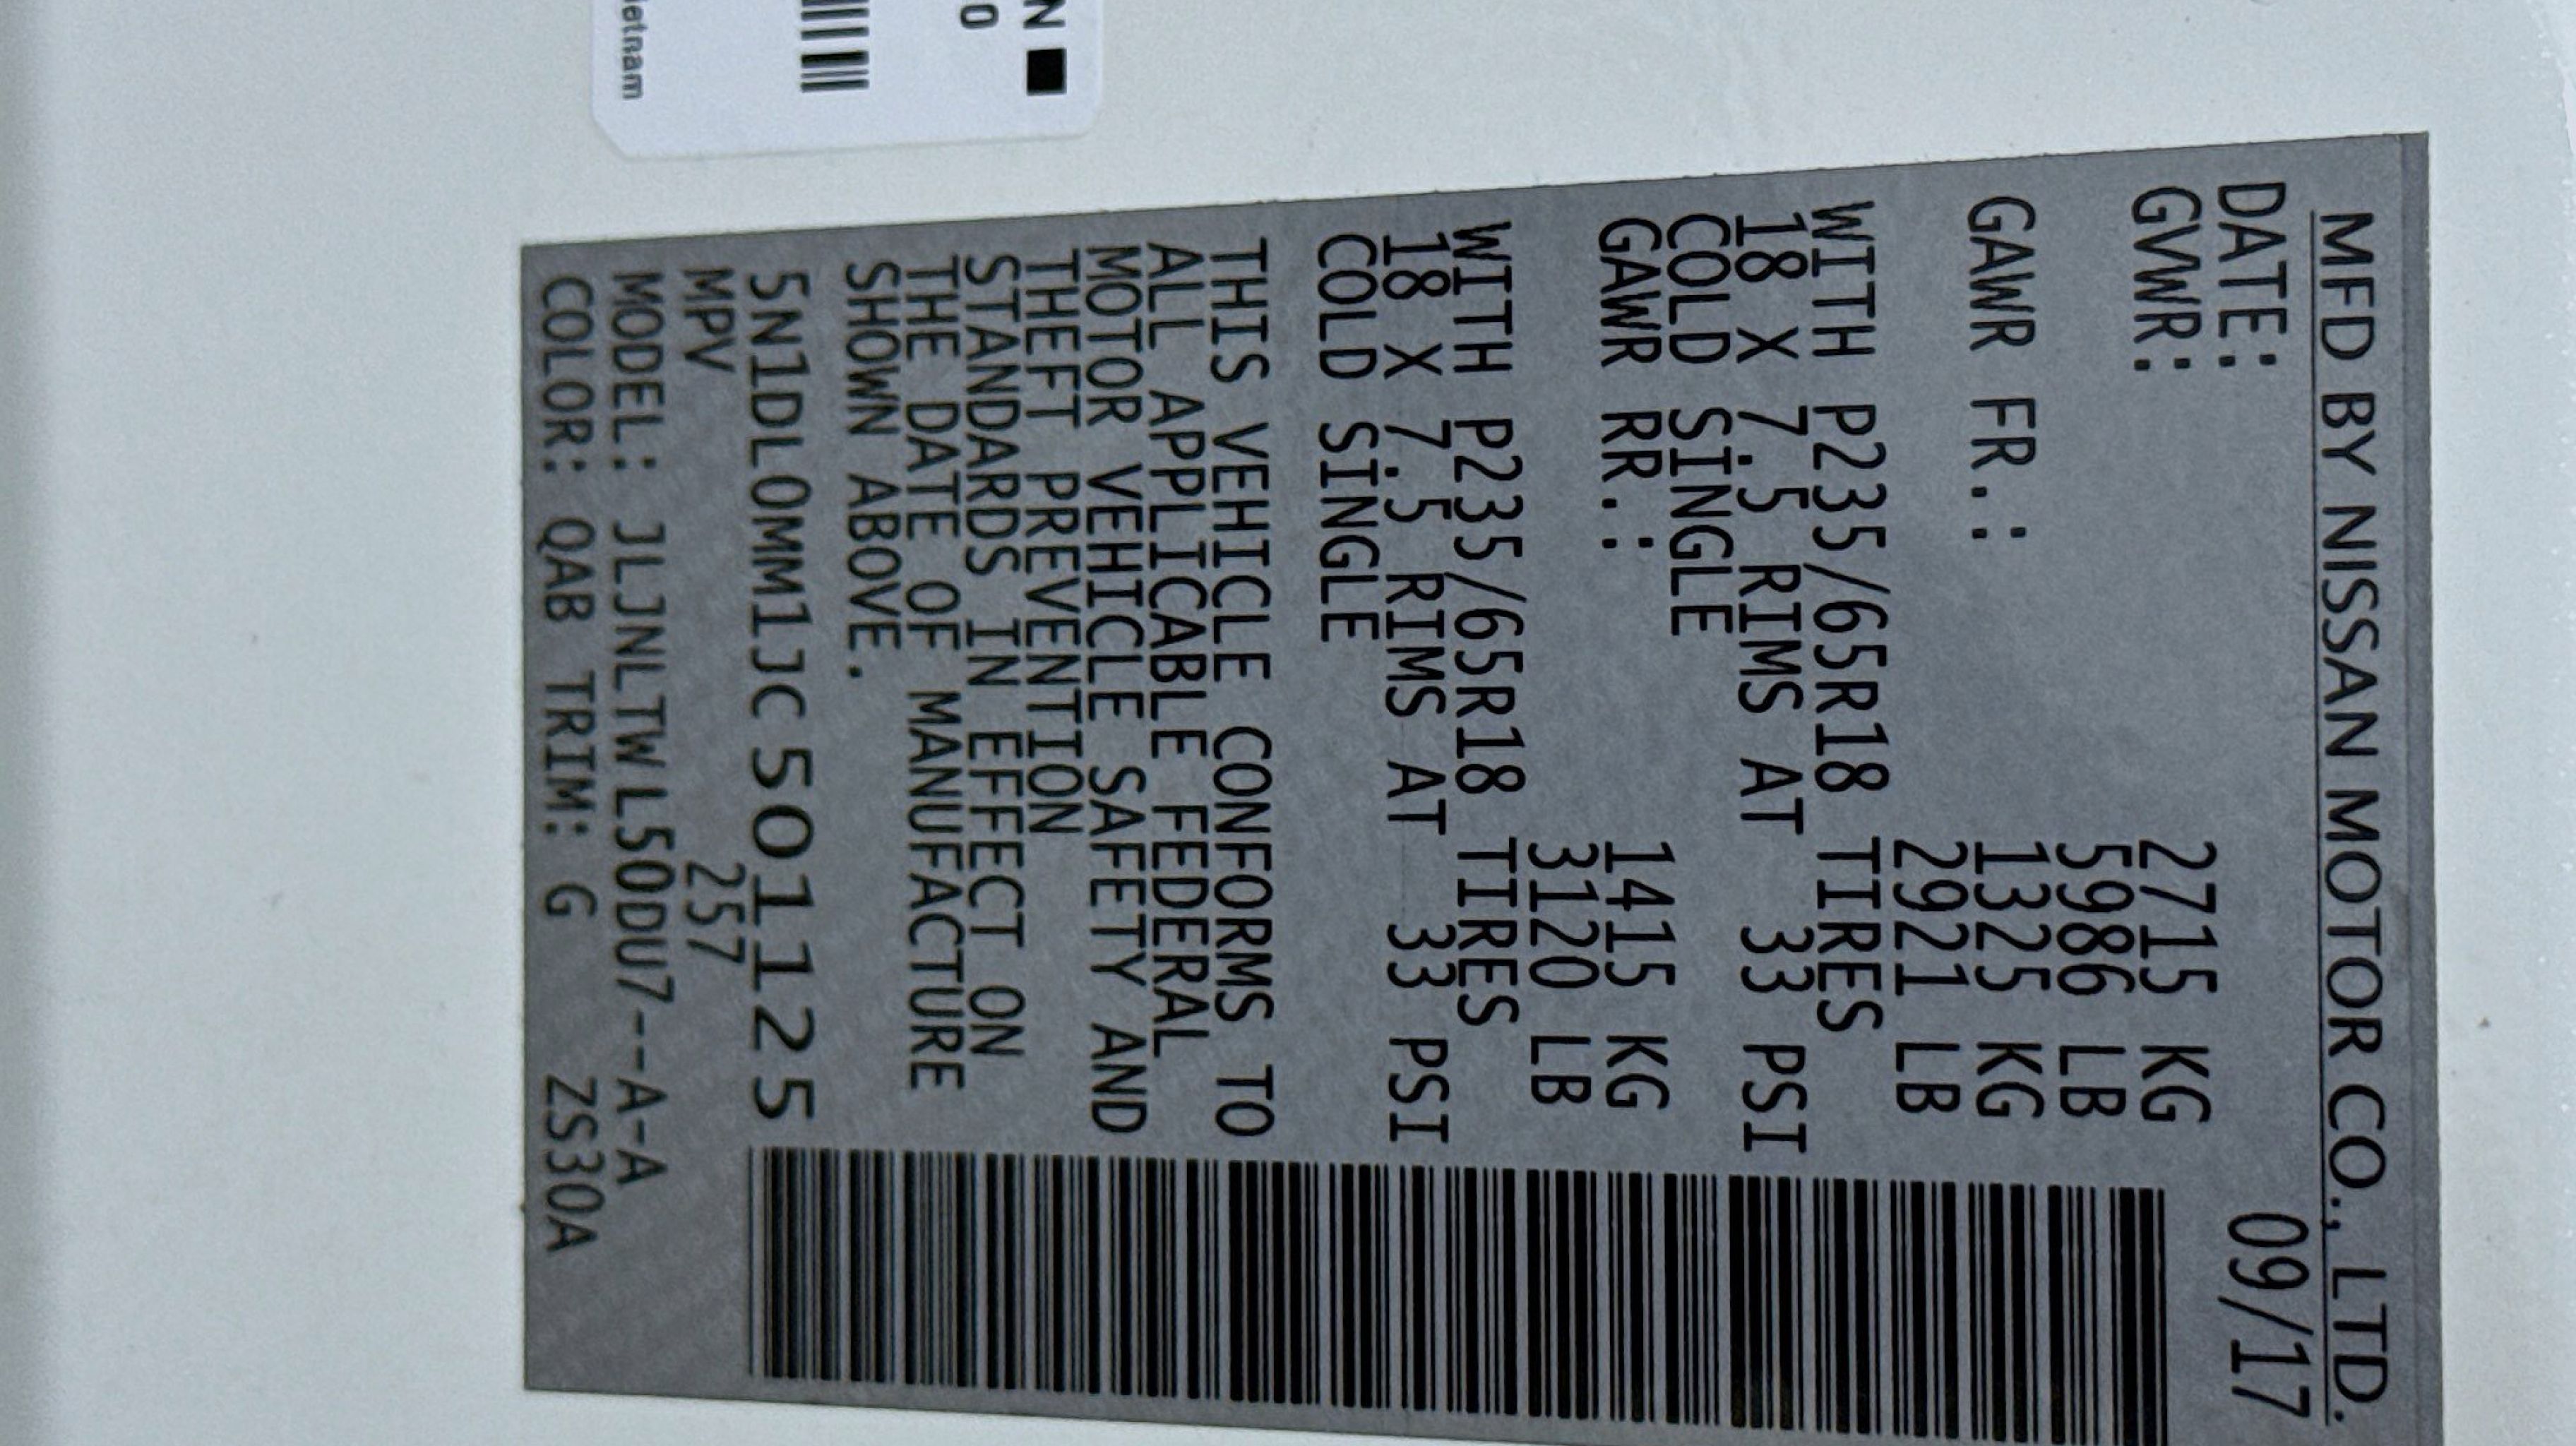 MFD BY NISSAN MOTOR CO., LTD.
DATE: 09/17
GVWR: 2715 KG
5986 LB
GAWR FR.: 1325 KG
2921 LB
WITH P235/65R18 TIRES
18 X 7.5 RIMS AT 33 PSI
COLD SINGLE
GAWR RR.: 1415 KG
3120 LB
WITH P235/65R18 TIRES
18 X 7.5 RIMS AT 33 PSI
COLD SINGLE
THIS VEHICLE CONFORMS TO
ALL APPLICABLE FEDERAL
MOTOR VEHICLE SAFETY AND
THEFT PREVENTION
STANDARDS IN EFFECT ON
THE DATE OF MANUFACTURE
SHOWN ABOVE.
5N1DL0MM1JC501125
MPV 257
MODEL: JLJNLTWL50DU7--A-A
COLOR: QAB TRIM: G ZS30A
N
0